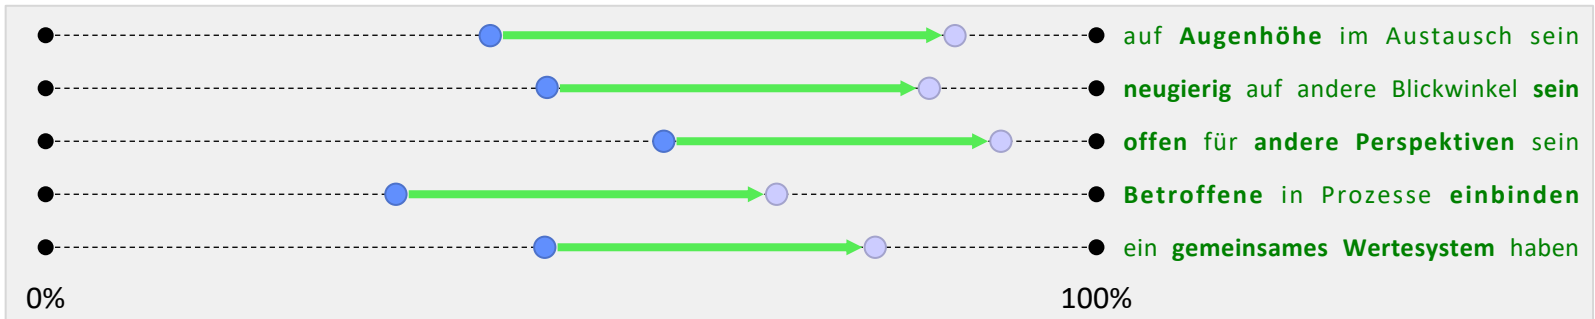 auf Augenhöhe im Austausch sein
neugierig auf andere Blickwinkel sein
offen für andere Perspektiven sein
Betroffene in Prozesse einbinden
ein gemeinsames Wertesystem haben
0% 100%